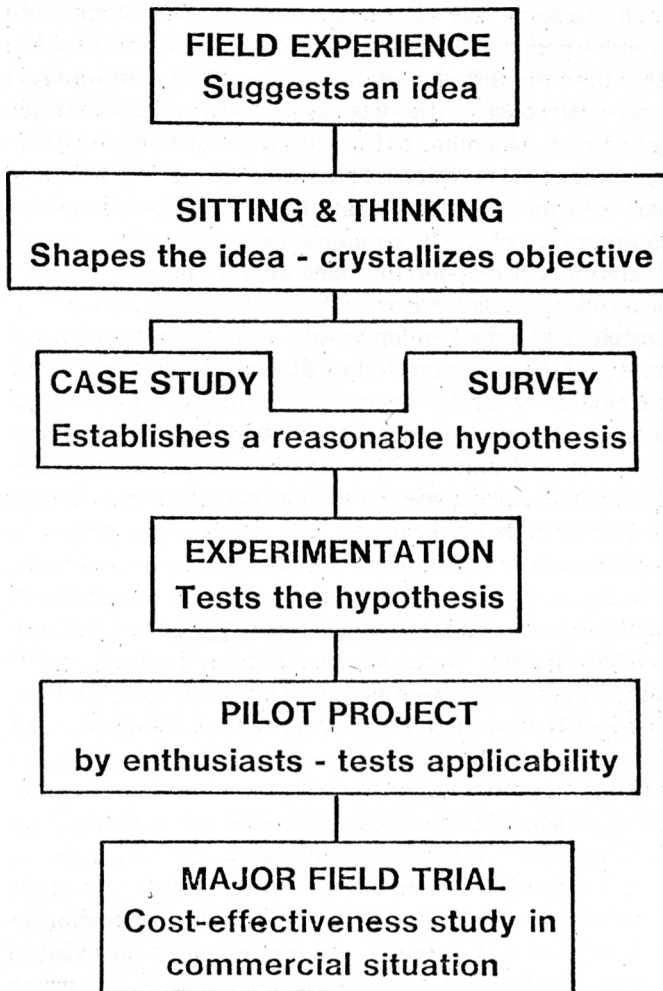 FIELD EXPERIENCE
Suggests an idea
SITTING & THINKING
Shapes the idea - crystallizes objective
CASE STUDY SURVEY
Establishes a reasonable hypothesis
EXPERIMENTATION
Tests the hypothesis
PILOT PROJECT
by enthusiasts - tests applicability
MAJOR FIELD TRIAL
Cost-effectiveness study in
commercial situation